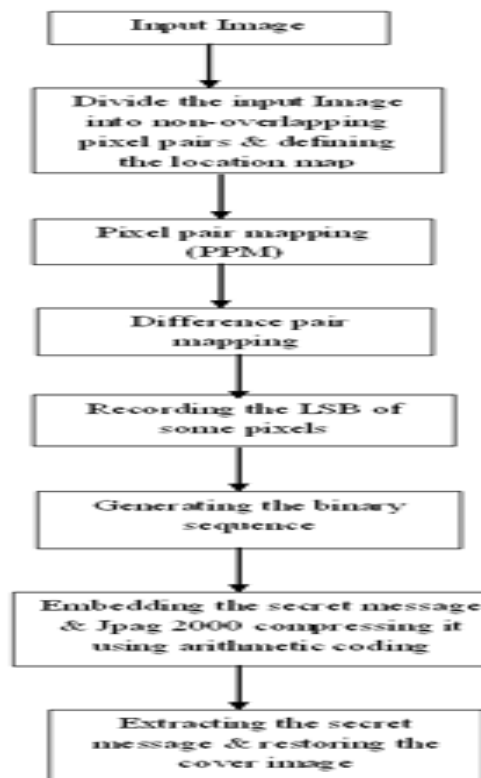 Input Image
Divide the input Image
into non-overlapping
pixel pairs & defining
the location map
Pixel pair mapping
(PPM)
Difference pair
mapping
Recording the LSB of
some pixels
Generating the binary
sequence
Embedding the secret message
& Jpag 2000 compressing it
using arithmetic coding
Extracting the secret
message & restoring the
cover image